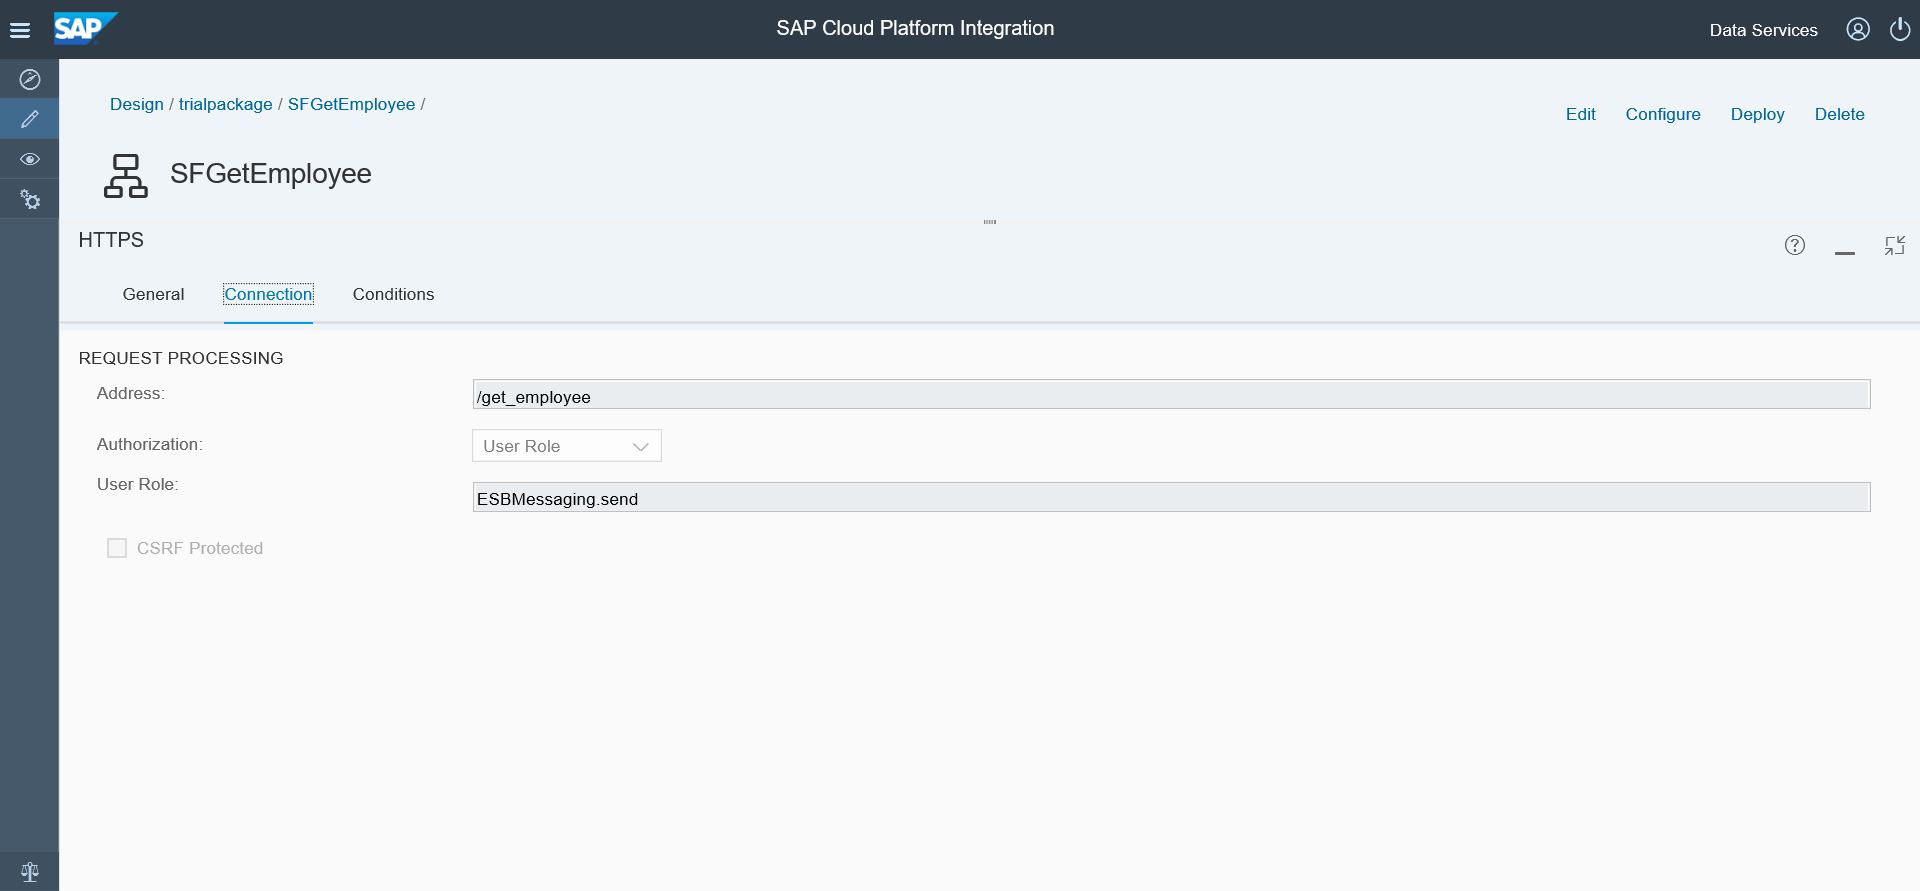 SAP
SAP Cloud Platform Integration
Data Services
Design / trialpackage / SFGetEmployee /
Edit Configure Deploy Delete
SFGetEmployee
HTTPS
General Connection Conditions
REQUEST PROCESSING
Address: /get_employee
Authorization: User Role
User Role: ESBMessaging.send
CSRF Protected